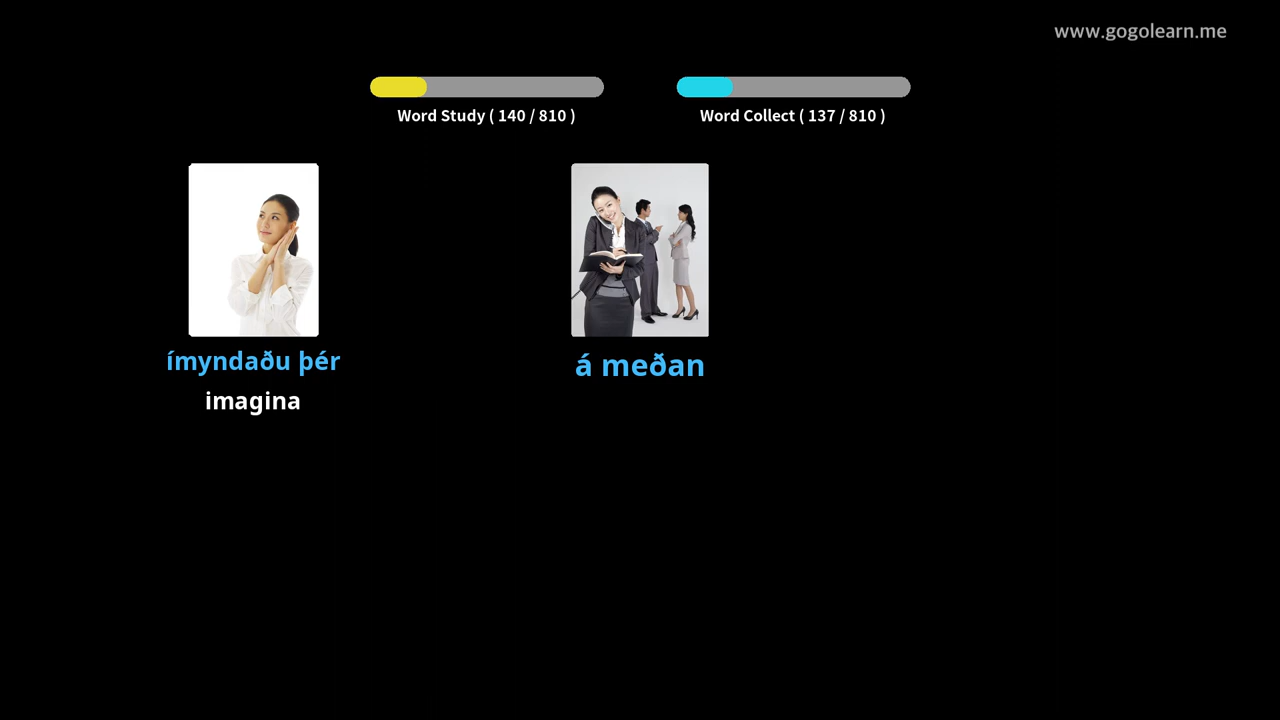 www.gogolearn.me
Word Study ( 140 / 810 )
Word Collect ( 137 / 810 )
ímyndaðu þér
imagina
á meðan